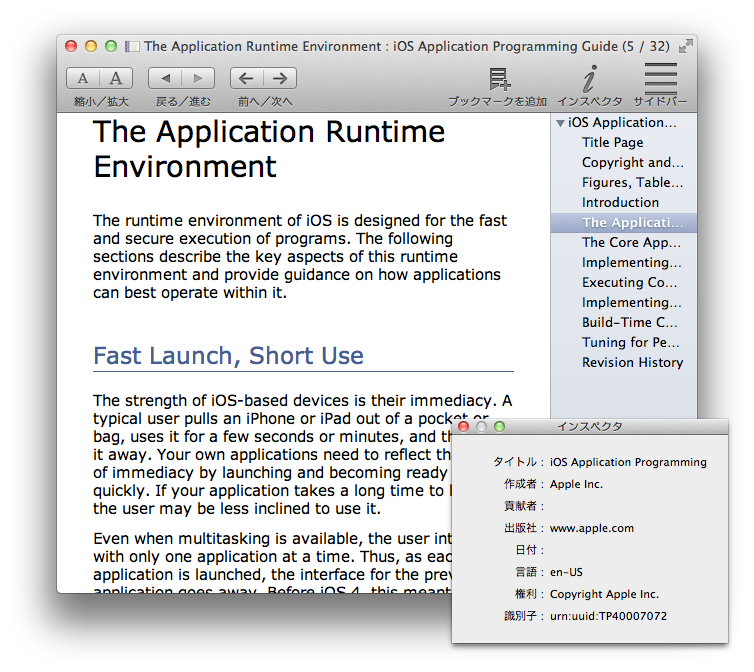 The Application Runtime Environment : iOS Application Programming Guide (5 / 32)
A A
縮小／拡大 戻る／進む 前へ／次へ ブックマークを追加 インスペクタ サイドバー
The Application Runtime
Environment
The runtime environment of iOS is designed for the fast
and secure execution of programs. The following
sections describe the key aspects of this runtime
environment and provide guidance on how applications
can best operate within it.
Fast Launch, Short Use
The strength of iOS-based devices is their immediacy. A
typical user pulls an iPhone or iPad out of a pocket or
bag, uses it for a few seconds or minutes, and th
it away. Your own applications need to reflect th
of immediacy by launching and becoming ready
quickly. If your application takes a long time to
the user may be less inclined to use it.
Even when multitasking is available, the user int
with only one application at a time. Thus, as eac
application is launched, the interface for the prev
application goes away. Before iOS 4, this meant
iOS Application...
Title Page
Copyright and...
Figures, Table...
Introduction
The Applicati...
The Core App...
Implementing...
Executing Co...
Implementing...
Build-Time C...
Tuning for Pe...
Revision History
インスペクタ
タイトル： iOS Application Programming
作成者： Apple Inc.
貢献者：
出版社： www.apple.com
日付：
言語： en-US
権利： Copyright Apple Inc.
識別子： urn:uuid:TP40007072